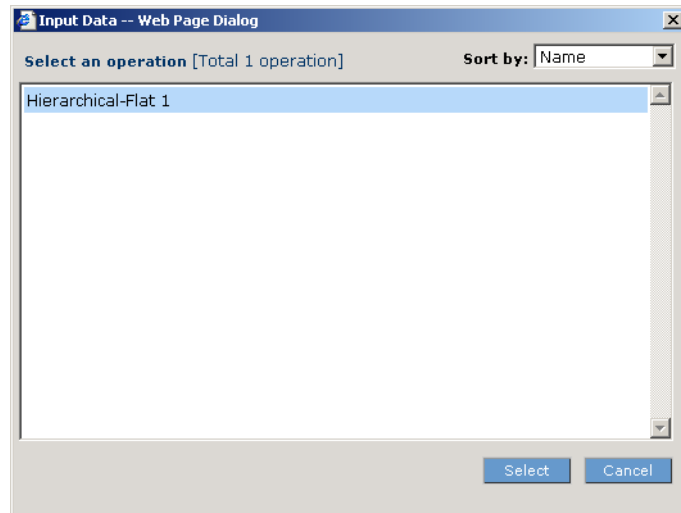 Input Data -- Web Page Dialog
Select an operation [Total 1 operation] Sort by: Name
Hierarchical-Flat 1
Select Cancel